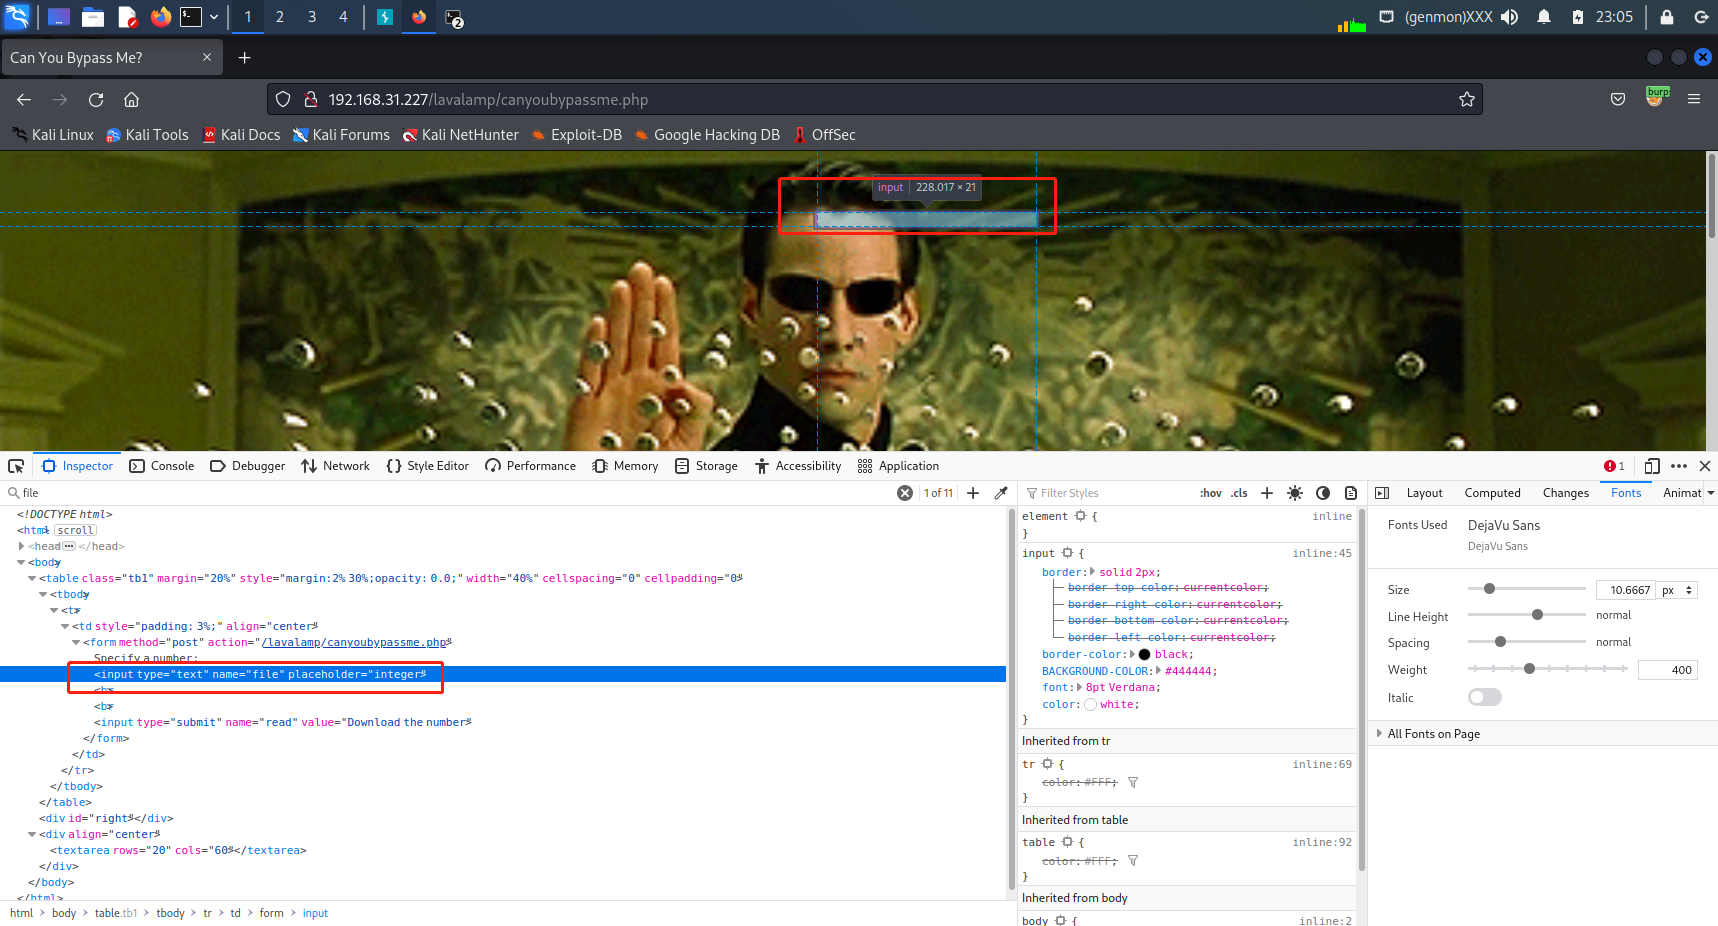 1 2 3 4 2 (genmon)XXX 23:05
Can You Bypass Me?
192.168.31.227/lavalamp/canyoubypassme.php
Kali Linux Kali Tools Kali Docs Kali Forums Kali NetHunter Exploit-DB Google Hacking DB OffSec
input 228.017 × 21
Inspector Console Debugger Network Style Editor Performance Memory Storage Accessibility Application 1
file 1 of 11
<!DOCTYPE html>
<html> scroll
<head> </head>
<body>
<table class="tb1" margin="20%" style="margin:2% 30%;opacity: 0.0;" width="40%" cellspacing="0" cellpadding="0">
<tbody>
<tr>
<td style="padding: 3%;" align="center">
<form method="post" action="/lavalamp/canyoubypassme.php">
Specify a number:
<input type="text" name="file" placeholder="integer">
<br>
<br>
<input type="submit" name="read" value="Download the number">
</form>
</td>
</tr>
</tbody>
</table>
<div id="right"></div>
<div align="center">
<textarea rows="20" cols="60"></textarea>
</div>
</body>
</html>
html > body > table.tb1 > tbody > tr > td > form > input
Filter Styles :hov .cls +
element { inline
}
input { inline:45
border: solid 2px;
border-top-color: currentcolor;
border-right-color: currentcolor;
border-bottom-color: currentcolor;
border-left-color: currentcolor;
border-color: black;
BACKGROUND-COLOR: #444444;
font: 8pt Verdana;
color: white;
}
Inherited from tr
tr { inline:69
color: #FFF;
}
Inherited from table
table { inline:92
color: #FFF;
}
Inherited from body
body { inline:2
Layout Computed Changes Fonts Animat
Fonts Used DejaVu Sans
DejaVu Sans
Size 10.6667 px
Line Height normal
Spacing normal
Weight 400
Italic
All Fonts on Page